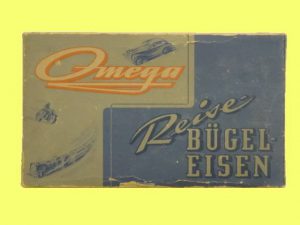 Omega
Reise-
BÜGEL-
EISEN